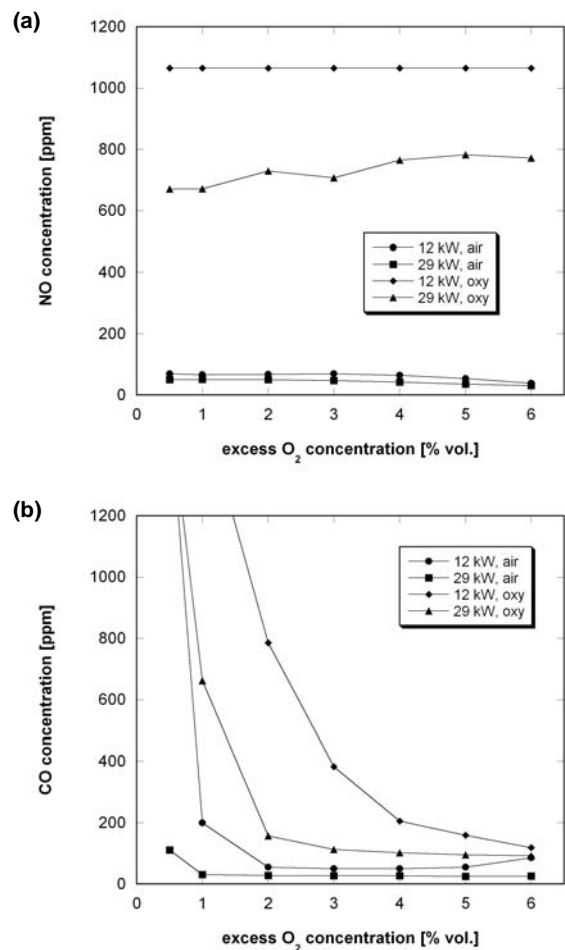 (a)
1200
1000
800
600
400
200
0
NO concentration [ppm]
12 kW, air
29 kW, air
12 kW, oxy
29 kW, oxy
0 1 2 3 4 5 6
excess O₂ concentration [% vol.]
(b)
1200
1000
800
600
400
200
0
CO concentration [ppm]
12 kW, air
29 kW, air
12 kW, oxy
29 kW, oxy
0 1 2 3 4 5 6
excess O₂ concentration [% vol.]